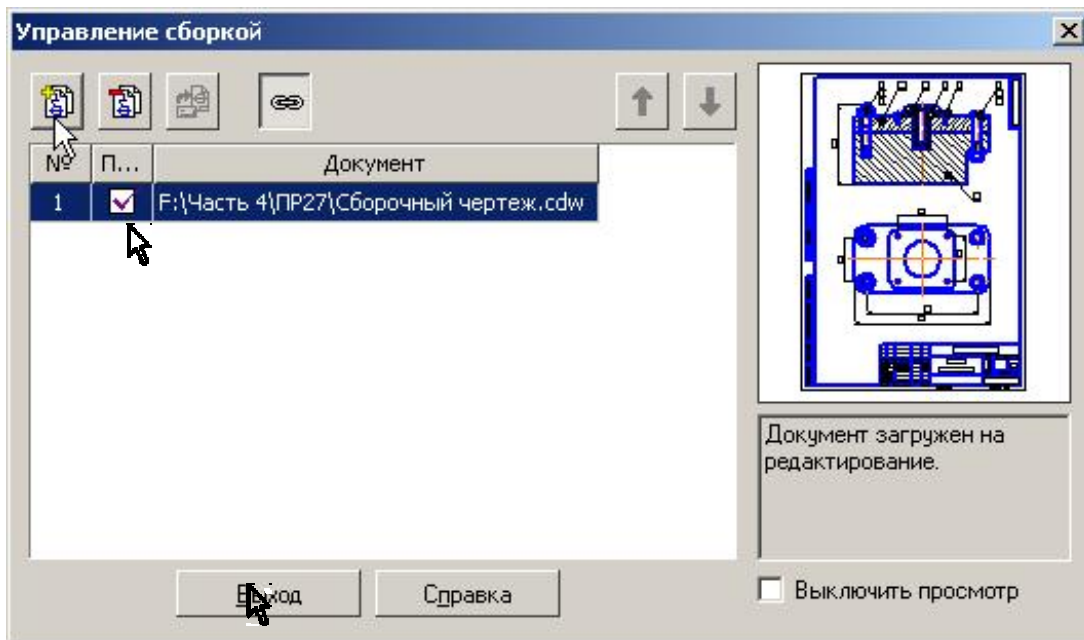 Управление сборкой
№ П... Документ
1 F:\Часть 4\ПР27\Сборочный чертеж.cdw
Документ загружен на
редактирование.
Выход Справка
Выключить просмотр